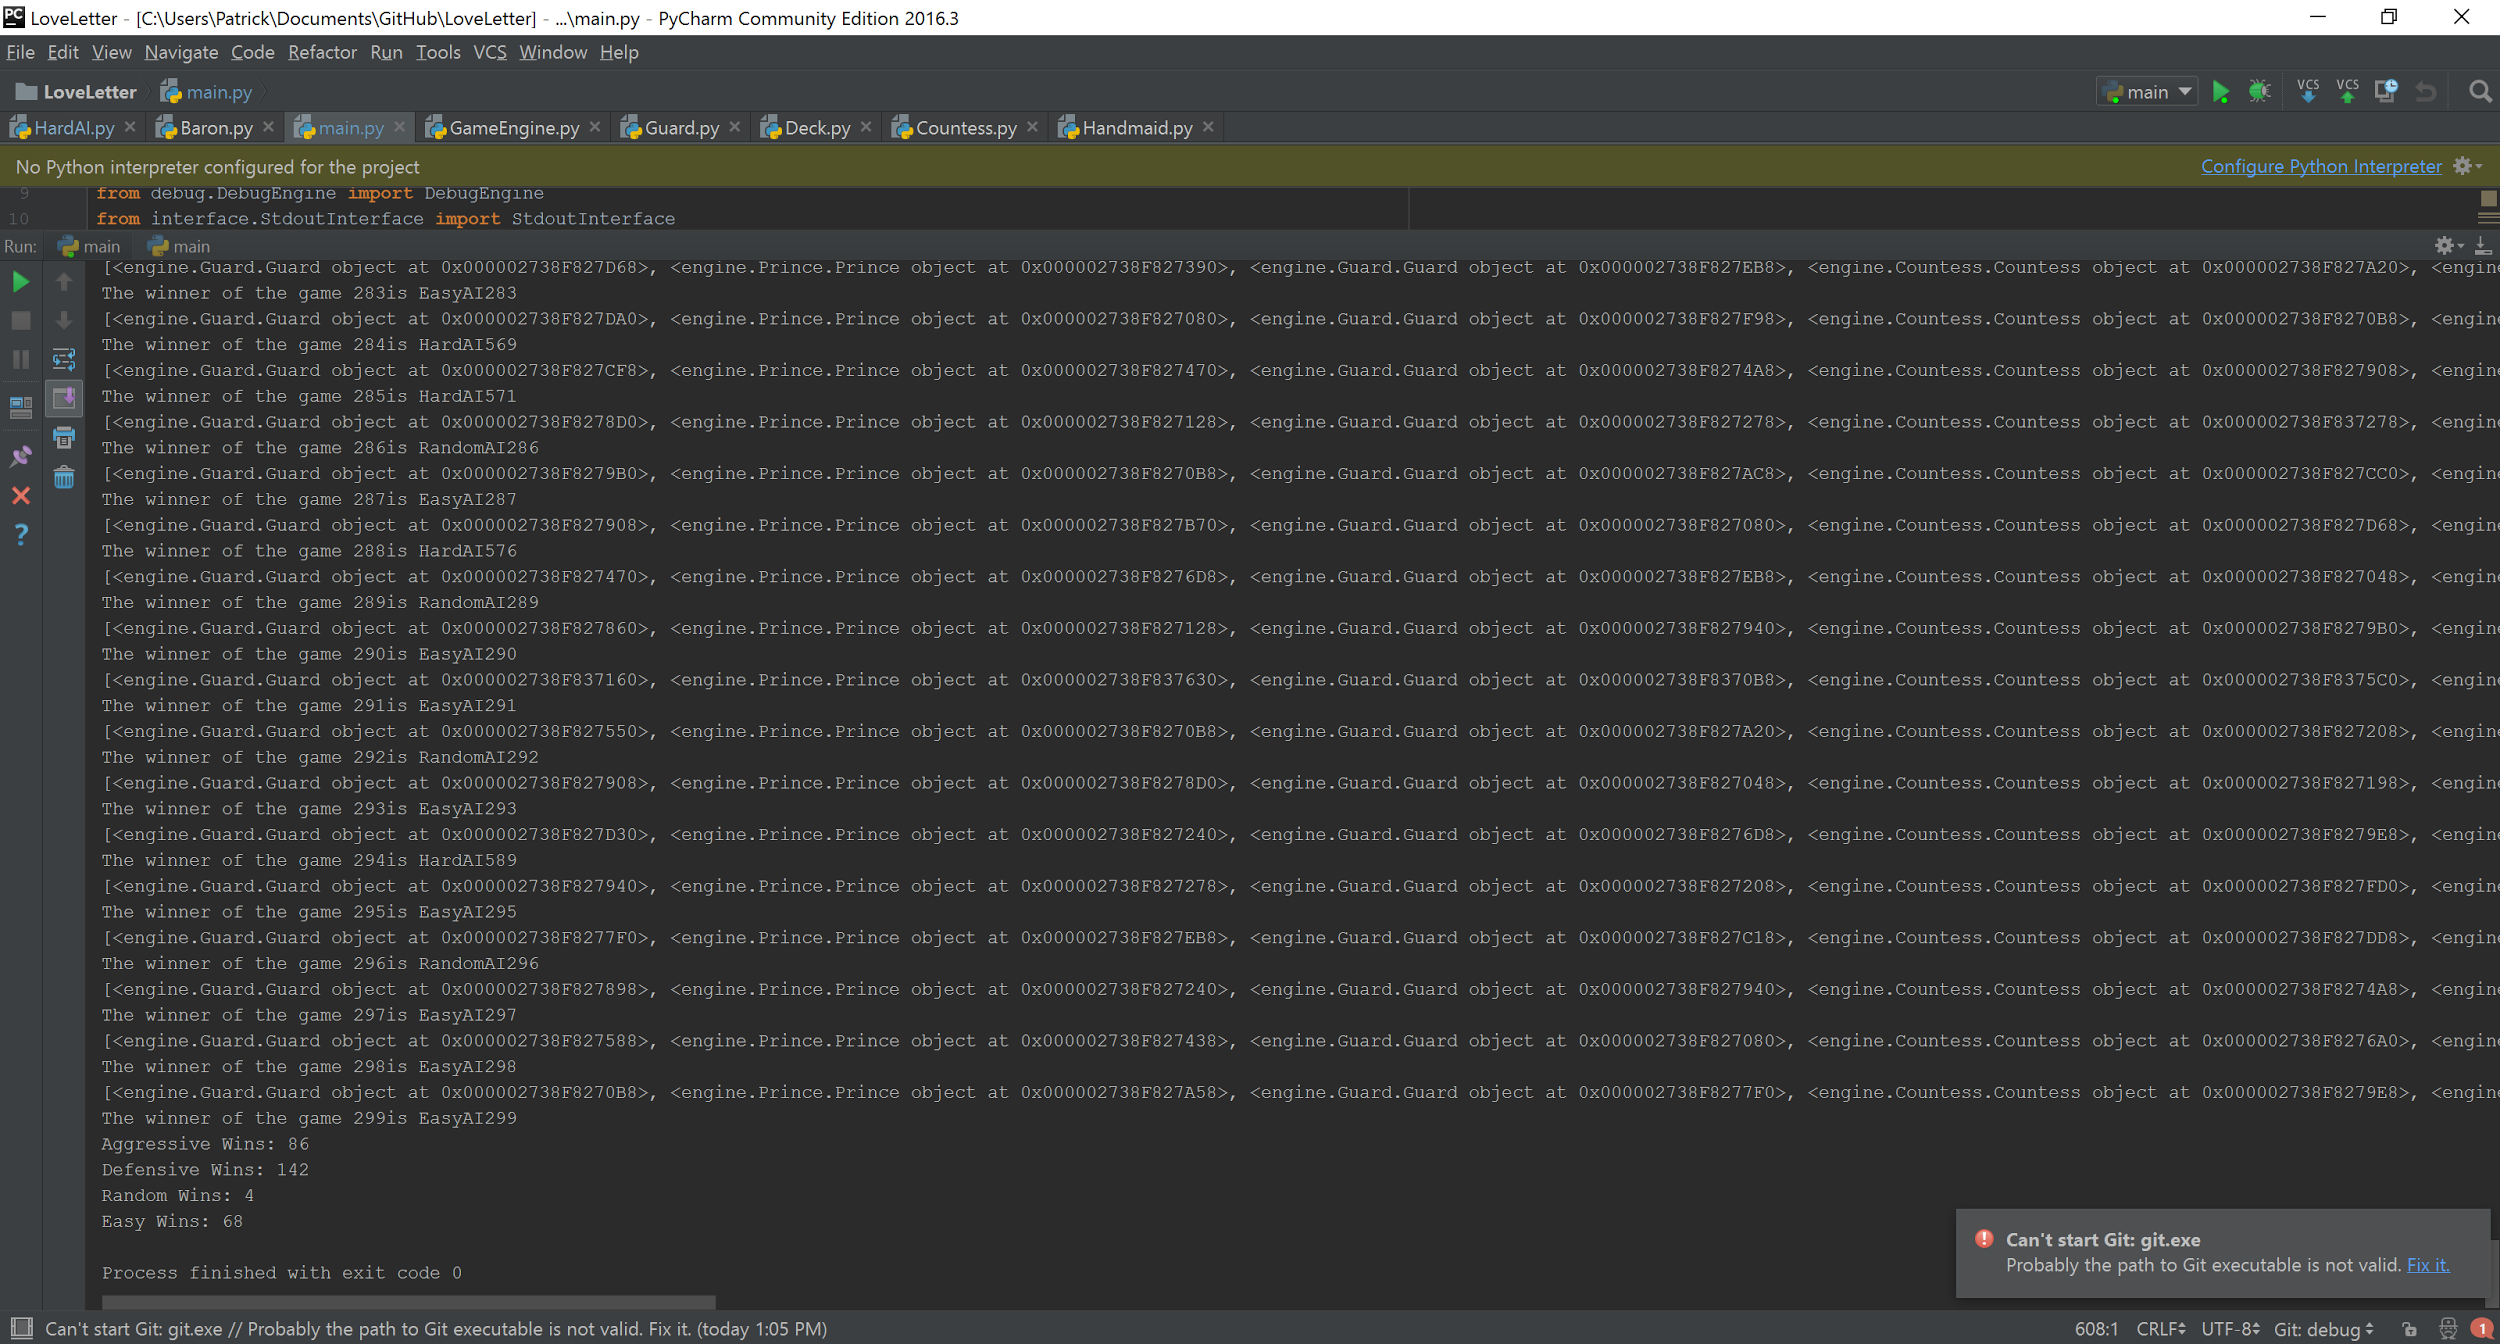 LoveLetter - [C:\Users\Patrick\Documents\GitHub\LoveLetter] - ...\main.py - PyCharm Community Edition 2016.3
File Edit View Navigate Code Refactor Run Tools VCS Window Help
LoveLetter main.py main VCS VCS
HardAI.py Baron.py main.py GameEngine.py Guard.py Deck.py Countess.py Handmaid.py
No Python interpreter configured for the project Configure Python Interpreter
9 from debug.DebugEngine import DebugEngine
10 from interface.StdoutInterface import StdoutInterface
Run: main main
[<engine.Guard.Guard object at 0x000002738F827D68>, <engine.Prince.Prince object at 0x000002738F827390>, <engine.Guard.Guard object at 0x000002738F827EB8>, <engine.Countess.Countess object at 0x000002738F827A20>, <engine
The winner of the game 283is EasyAI283
[<engine.Guard.Guard object at 0x000002738F827DA0>, <engine.Prince.Prince object at 0x000002738F827080>, <engine.Guard.Guard object at 0x000002738F827F98>, <engine.Countess.Countess object at 0x000002738F8270B8>, <engine
The winner of the game 284is HardAI569
[<engine.Guard.Guard object at 0x000002738F827CF8>, <engine.Prince.Prince object at 0x000002738F827470>, <engine.Guard.Guard object at 0x000002738F8274A8>, <engine.Countess.Countess object at 0x000002738F827908>, <engine
The winner of the game 285is HardAI571
[<engine.Guard.Guard object at 0x000002738F8278D0>, <engine.Prince.Prince object at 0x000002738F827128>, <engine.Guard.Guard object at 0x000002738F827278>, <engine.Countess.Countess object at 0x000002738F837278>, <engine
The winner of the game 286is RandomAI286
[<engine.Guard.Guard object at 0x000002738F8279B0>, <engine.Prince.Prince object at 0x000002738F8270B8>, <engine.Guard.Guard object at 0x000002738F827AC8>, <engine.Countess.Countess object at 0x000002738F827CC0>, <engine
The winner of the game 287is EasyAI287
[<engine.Guard.Guard object at 0x000002738F827908>, <engine.Prince.Prince object at 0x000002738F827B70>, <engine.Guard.Guard object at 0x000002738F827080>, <engine.Countess.Countess object at 0x000002738F827D68>, <engine
The winner of the game 288is HardAI576
[<engine.Guard.Guard object at 0x000002738F827470>, <engine.Prince.Prince object at 0x000002738F8276D8>, <engine.Guard.Guard object at 0x000002738F827EB8>, <engine.Countess.Countess object at 0x000002738F827048>, <engine
The winner of the game 289is RandomAI289
[<engine.Guard.Guard object at 0x000002738F827860>, <engine.Prince.Prince object at 0x000002738F827128>, <engine.Guard.Guard object at 0x000002738F827940>, <engine.Countess.Countess object at 0x000002738F8279B0>, <engine
The winner of the game 290is EasyAI290
[<engine.Guard.Guard object at 0x000002738F837160>, <engine.Prince.Prince object at 0x000002738F837630>, <engine.Guard.Guard object at 0x000002738F8370B8>, <engine.Countess.Countess object at 0x000002738F8375C0>, <engine
The winner of the game 291is EasyAI291
[<engine.Guard.Guard object at 0x000002738F827550>, <engine.Prince.Prince object at 0x000002738F8270B8>, <engine.Guard.Guard object at 0x000002738F827A20>, <engine.Countess.Countess object at 0x000002738F827208>, <engine
The winner of the game 292is RandomAI292
[<engine.Guard.Guard object at 0x000002738F827908>, <engine.Prince.Prince object at 0x000002738F8278D0>, <engine.Guard.Guard object at 0x000002738F827048>, <engine.Countess.Countess object at 0x000002738F827198>, <engine
The winner of the game 293is EasyAI293
[<engine.Guard.Guard object at 0x000002738F827D30>, <engine.Prince.Prince object at 0x000002738F827240>, <engine.Guard.Guard object at 0x000002738F8276D8>, <engine.Countess.Countess object at 0x000002738F8279E8>, <engine
The winner of the game 294is HardAI589
[<engine.Guard.Guard object at 0x000002738F827940>, <engine.Prince.Prince object at 0x000002738F827278>, <engine.Guard.Guard object at 0x000002738F827208>, <engine.Countess.Countess object at 0x000002738F827FD0>, <engine
The winner of the game 295is EasyAI295
[<engine.Guard.Guard object at 0x000002738F8277F0>, <engine.Prince.Prince object at 0x000002738F827EB8>, <engine.Guard.Guard object at 0x000002738F827C18>, <engine.Countess.Countess object at 0x000002738F827DD8>, <engine
The winner of the game 296is RandomAI296
[<engine.Guard.Guard object at 0x000002738F827898>, <engine.Prince.Prince object at 0x000002738F827240>, <engine.Guard.Guard object at 0x000002738F827940>, <engine.Countess.Countess object at 0x000002738F8274A8>, <engine
The winner of the game 297is EasyAI297
[<engine.Guard.Guard object at 0x000002738F827588>, <engine.Prince.Prince object at 0x000002738F827438>, <engine.Guard.Guard object at 0x000002738F827080>, <engine.Countess.Countess object at 0x000002738F8276A0>, <engine
The winner of the game 298is EasyAI298
[<engine.Guard.Guard object at 0x000002738F8270B8>, <engine.Prince.Prince object at 0x000002738F827A58>, <engine.Guard.Guard object at 0x000002738F8277F0>, <engine.Countess.Countess object at 0x000002738F8279E8>, <engine
The winner of the game 299is EasyAI299
Aggressive Wins: 86
Defensive Wins: 142
Random Wins: 4
Easy Wins: 68
Process finished with exit code 0
Can't start Git: git.exe
Probably the path to Git executable is not valid. Fix it.
Can't start Git: git.exe // Probably the path to Git executable is not valid. Fix it. (today 1:05 PM) 608:1 CRLF UTF-8 Git: debug 1